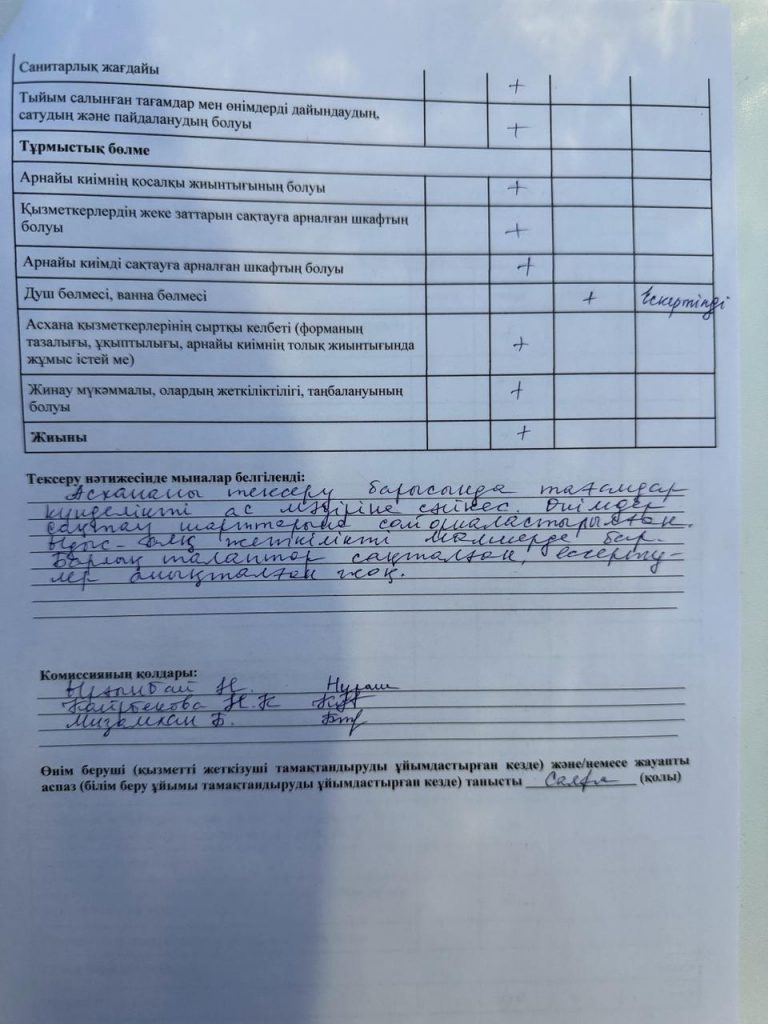 Санитарлық жағдайы +
Тыйым салынған тағамдар мен өнімдерді дайындаудың,
сатудың және пайдаланудың болуы +
Тұрмыстық бөлме
Арнайы киімнің қосалқы жиынтығының болуы +
Қызметкерлердің жеке заттарын сақтауға арналған шкафтың
болуы +
Арнайы киімді сақтауға арналған шкафтың болуы +
Душ бөлмесі, ванна бөлмесі + Ескертілді
Асхана қызметкерлерінің сыртқы келбеті (форманың
тазалығы, ұқыптылығы, арнайы киімнің толық жиынтығында +
жұмыс істей ме)
Жинау мүкәммалы, олардың жеткіліктілігі, таңбалануының +
болуы
Жиыны +
Тексеру нәтижесінде мыналар белгіленді:
Асхананы тексеру барысында тағамдар
күнделікті ас мәзіріне сәйкес. Өнімдер
сақтау шарттарына сай орналастырылған.
Ыдыс-аяқ жеткілікті мөлшерде бар.
Барлық талаптар сақталған, ескерту-
лер анықталған жоқ.
Комиссияның қолдары:
Н.
Н.К
Мизамхан Б.
Өнім беруші (қызметті жеткізуші тамақтандыруды ұйымдастырған кезде) және/немесе жауапты
аспаз (білім беру ұйымы тамақтандыруды ұйымдастырған кезде) танысты (қолы)